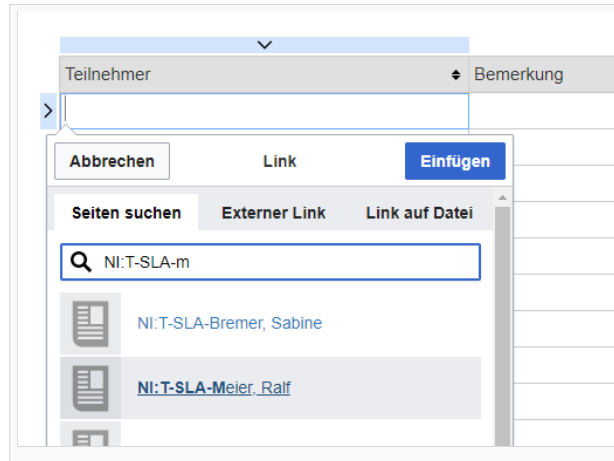 Teilnehmer Bemerkung
Abbrechen Link Einfügen
Seiten suchen Externer Link Link auf Datei
NI:T-SLA-m
NI:T-SLA-Bremer, Sabine
NI:T-SLA-Meier, Ralf